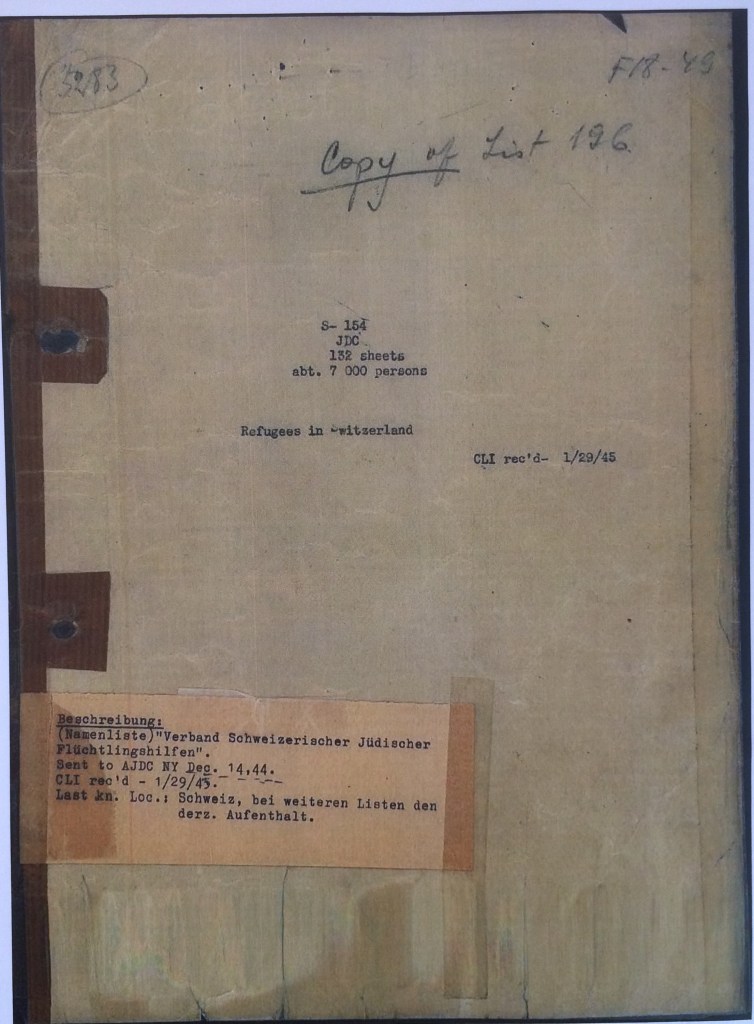 5283
F18-49
Copy of List 196
S- 154
JDC
132 sheets
abt. 7 000 persons
Refugees in Switzerland
CLI rec'd- 1/29/45
Beschreibung:
(Namenliste)"Verband Schweizerischer Jüdischer
Flüchtlingshilfen".
Sent to AJDC NY Dec. 14,44.
CLI rec'd - 1/29/45.
Last kn. Loc.: Schweiz, bei weiteren Listen den
derz. Aufenthalt.